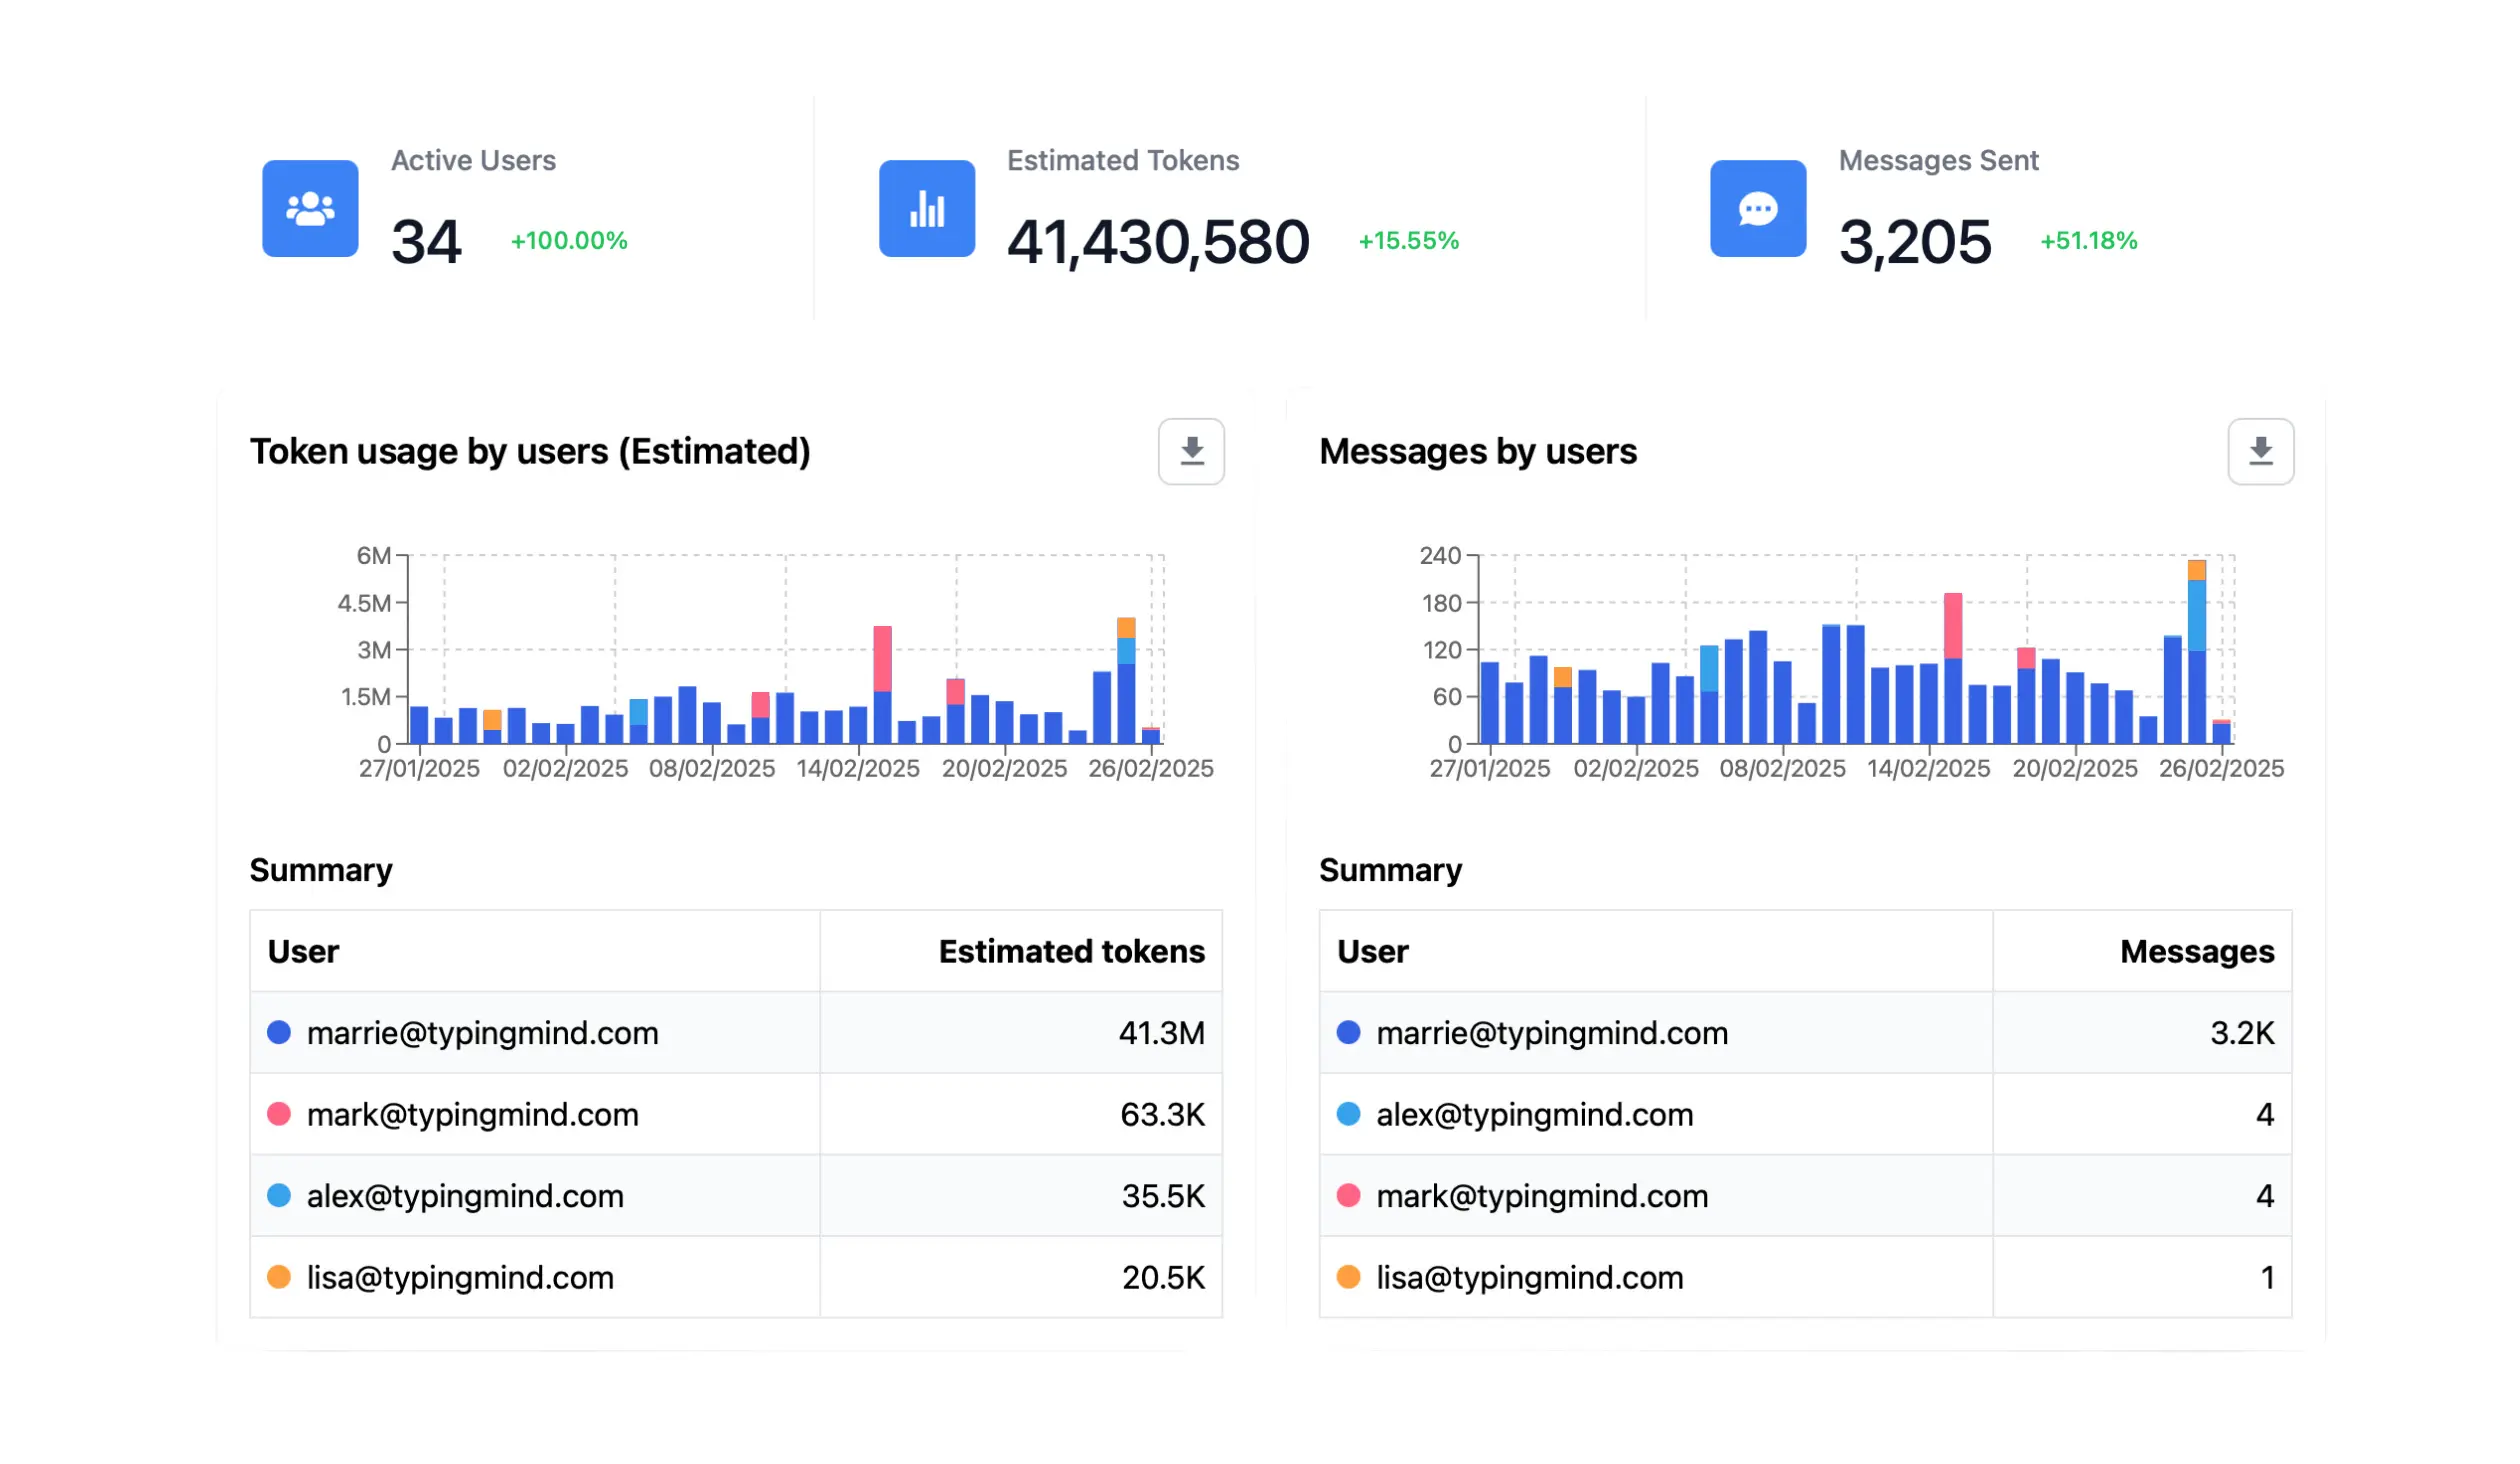 Active Users
34 +100.00%
Estimated Tokens
41,430,580 +15.55%
Messages Sent
3,205 +51.18%
Token usage by users (Estimated)
6M
4.5M
3M
1.5M
0
27/01/2025 02/02/2025 08/02/2025 14/02/2025 20/02/2025 26/02/2025
Summary
User Estimated tokens
marrie@typingmind.com 41.3M
mark@typingmind.com 63.3K
alex@typingmind.com 35.5K
lisa@typingmind.com 20.5K
Messages by users
240
180
120
60
0
27/01/2025 02/02/2025 08/02/2025 14/02/2025 20/02/2025 26/02/2025
Summary
User Messages
marrie@typingmind.com 3.2K
alex@typingmind.com 4
mark@typingmind.com 4
lisa@typingmind.com 1